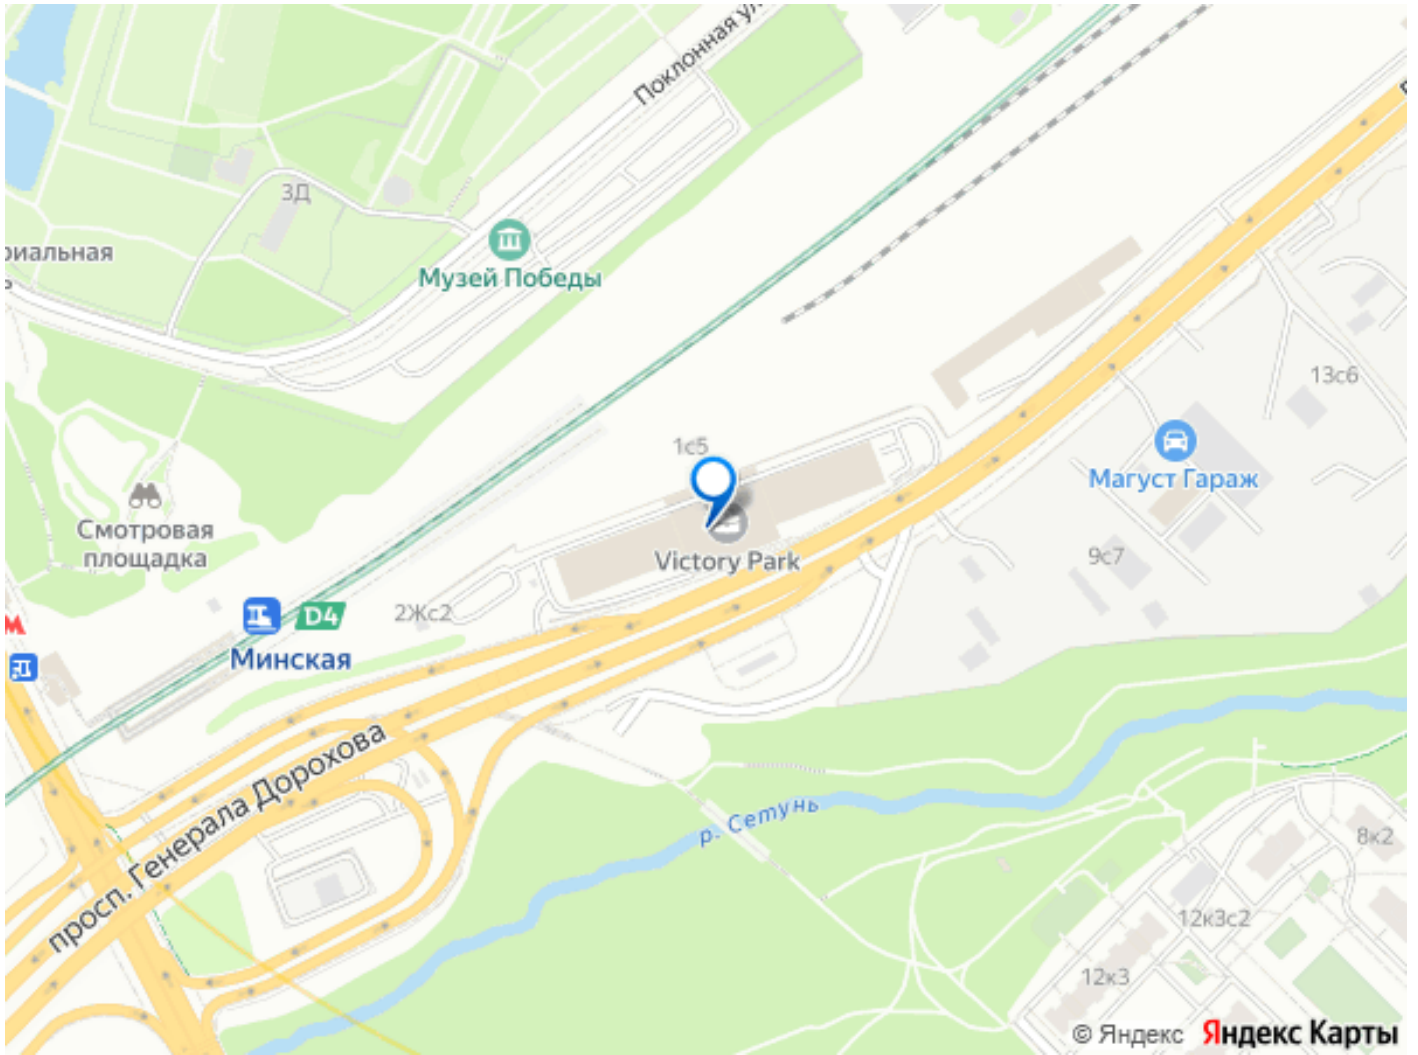 Поклонная ул.
3Д
риальная
Музей Победы
13с6
1с5
Магуст Гараж
Смотровая
площадка
Victory Park
9с7
2Жс2
D4
М
Минская
просп. Генерала Дорохова
р. Сетунь
8к2
12к3с2
12к3
© Яндекс Яндекс Карты